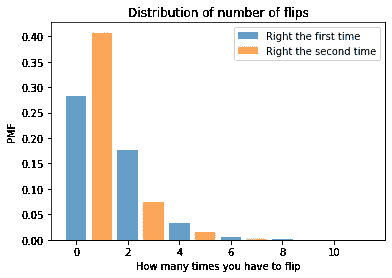 Distribution of number of flips
Right the first time
Right the second time
0.40
0.35
0.30
0.25
0.20
0.15
0.10
0.05
0.00
PMF
0 2 4 6 8 10
How many times you have to flip